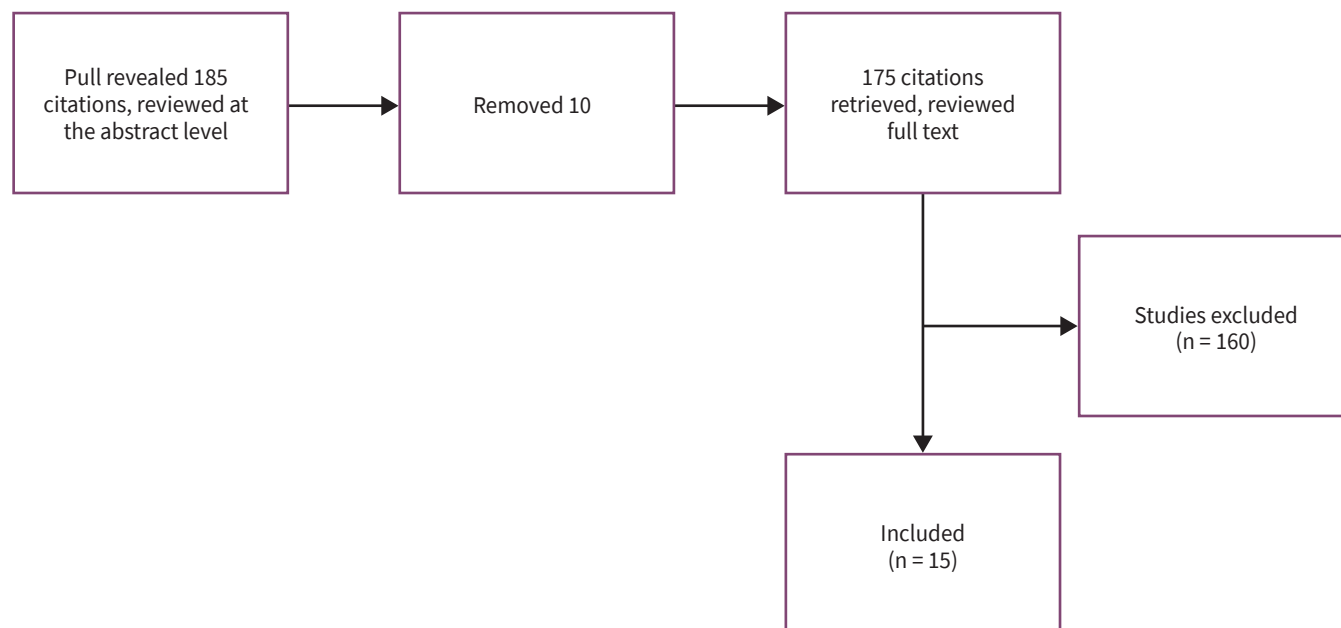 Pull revealed 185
citations, reviewed at
the abstract level
Removed 10
175 citations
retrieved, reviewed
full text
Studies excluded
(n = 160)
Included
(n = 15)